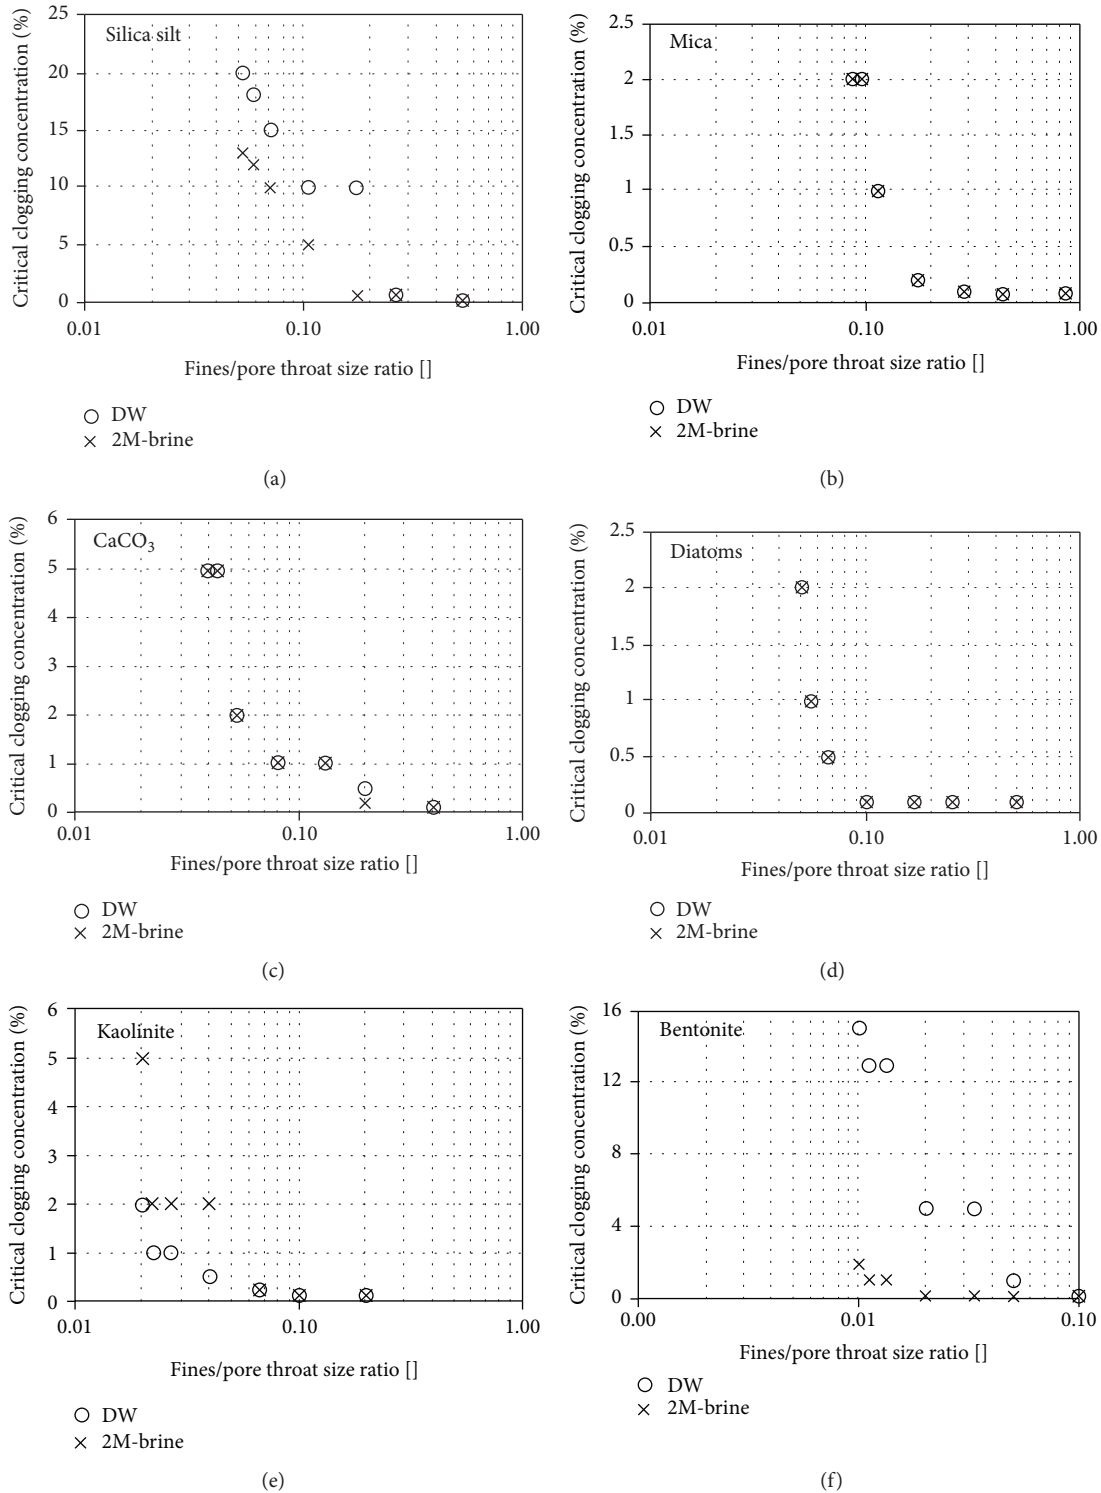 Critical clogging concentration (%)
25
20
15
10
5
0
Silica silt
0.01
0.10
1.00
Fines/pore throat size ratio []
DW
2M-brine
(a)
Critical clogging concentration (%)
2.5
2
1.5
1
0.5
0
Mica
0.01
0.10
1.00
Fines/pore throat size ratio []
DW
2M-brine
(b)
Critical clogging concentration (%)
6
5
4
3
2
1
0
CaCO₃
0.01
0.10
1.00
Fines/pore throat size ratio []
DW
2M-brine
(c)
Critical clogging concentration (%)
2.5
2
1.5
1
0.5
0
Diatoms
0.01
0.10
1.00
Fines/pore throat size ratio []
DW
2M-brine
(d)
Critical clogging concentration (%)
6
5
4
3
2
1
0
Kaolinite
0.01
0.10
1.00
Fines/pore throat size ratio []
DW
2M-brine
(e)
Critical clogging concentration (%)
16
12
8
4
0
Bentonite
0.00
0.01
0.10
Fines/pore throat size ratio []
DW
2M-brine
(f)